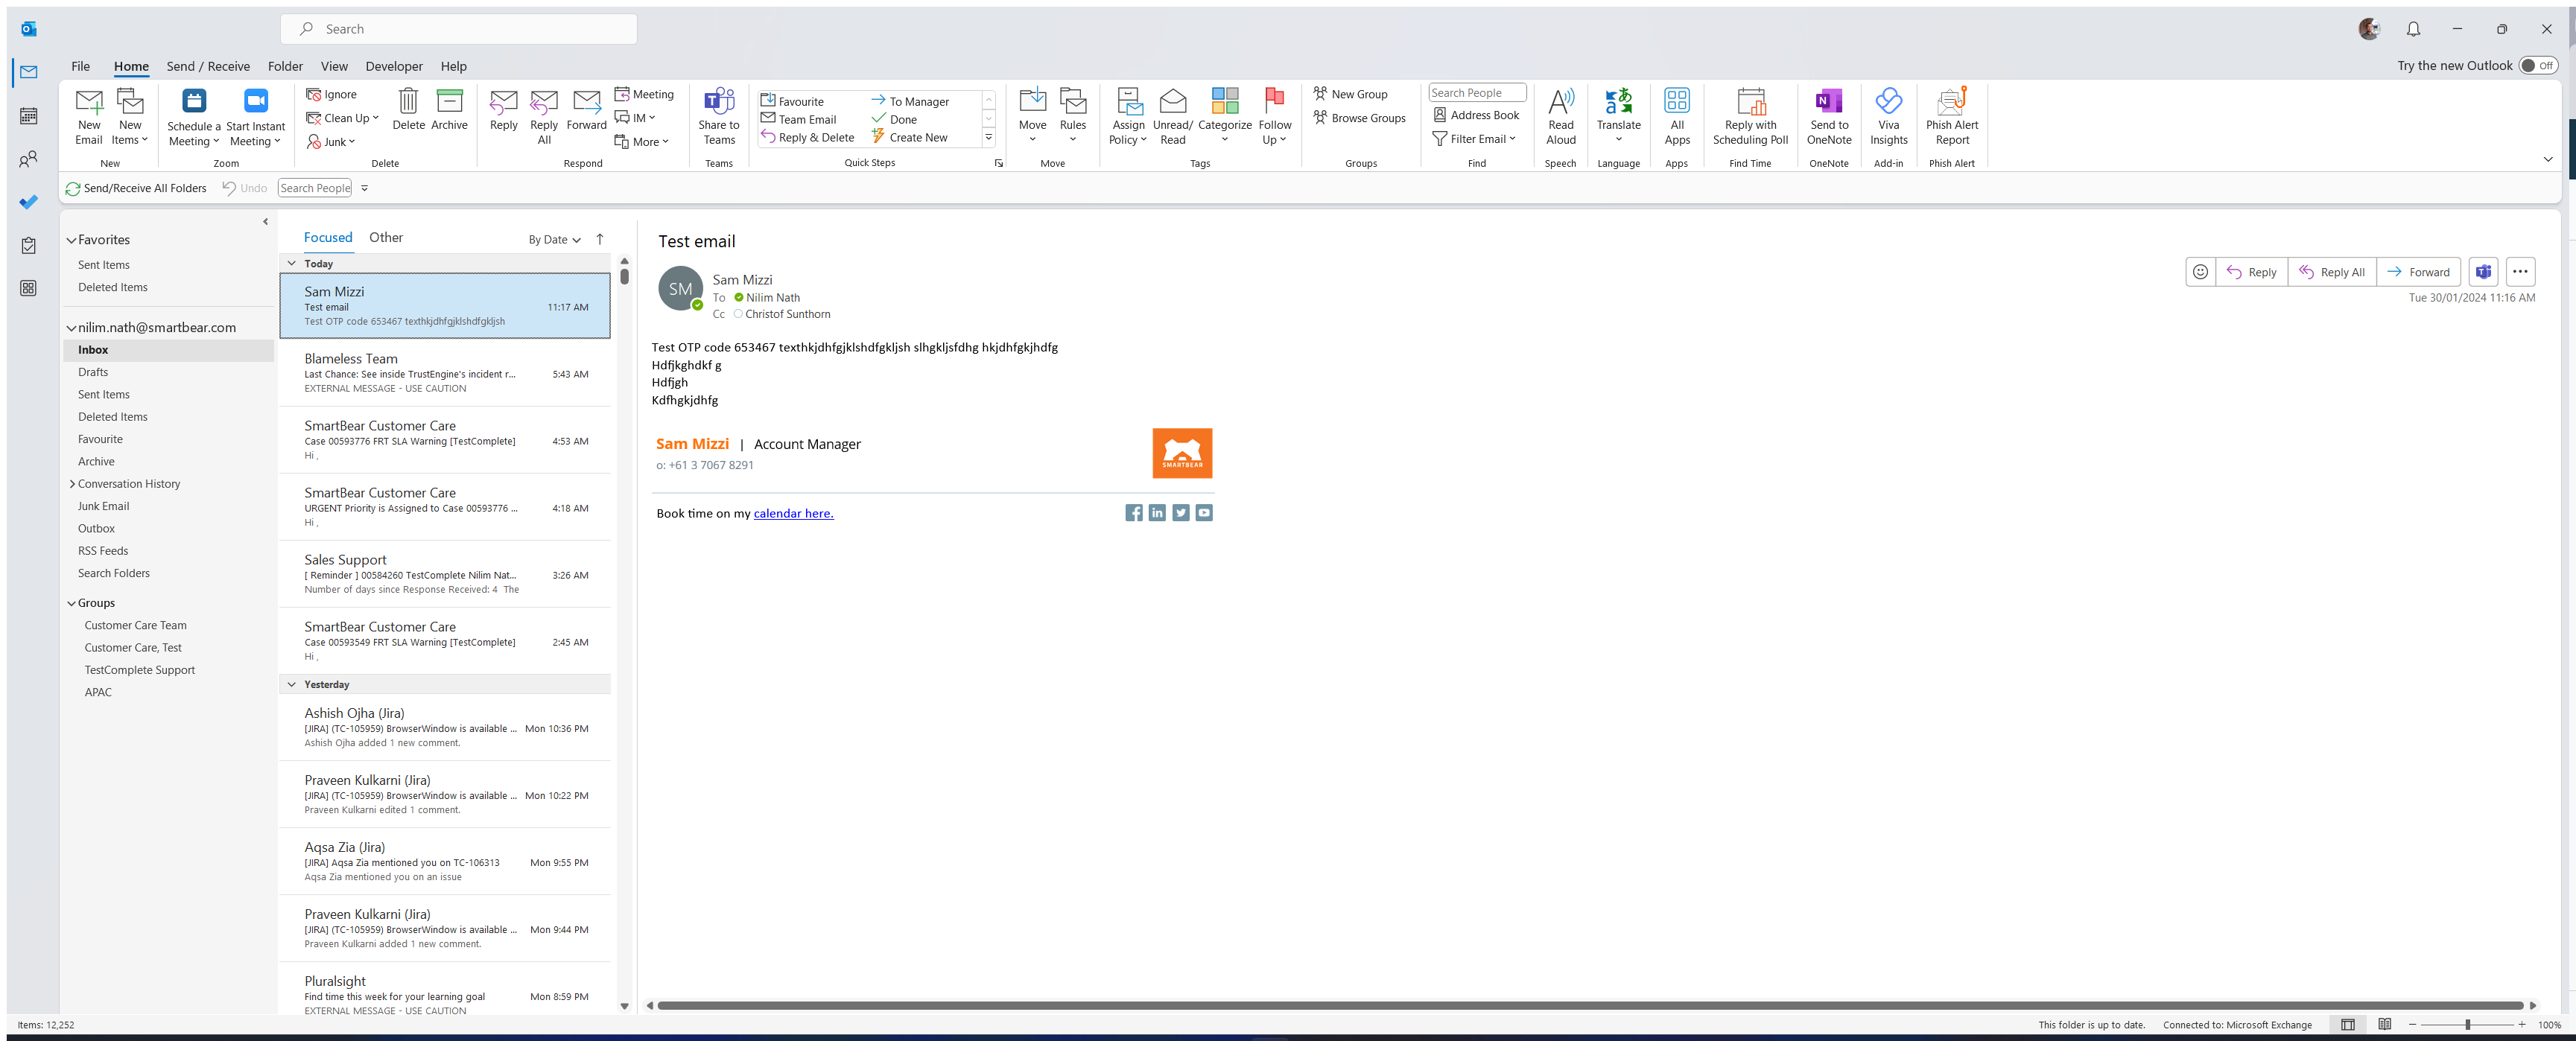 Search
File Home Send / Receive Folder View Developer Help
Try the new Outlook Off
New Email
New Items
New
Schedule a Meeting
Start Instant Meeting
Zoom
Ignore
Clean Up
Junk
Delete
Archive
Delete
Reply
Reply All
Forward
Meeting
IM
More
Respond
Share to Teams
Teams
Favourite
Team Email
Reply & Delete
To Manager
Done
Create New
Quick Steps
Move
Rules
Move
Assign Policy
Unread/ Read
Categorize
Follow Up
Tags
New Group
Browse Groups
Groups
Search People
Address Book
Filter Email
Find
Read Aloud
Speech
Translate
Language
All Apps
Apps
Reply with Scheduling Poll
Find Time
Send to OneNote
OneNote
Viva Insights
Add-in
Phish Alert Report
Phish Alert
Send/Receive All Folders Undo Search People
Favorites
Sent Items
Deleted Items
nilim.nath@smartbear.com
Inbox
Drafts
Sent Items
Deleted Items
Favourite
Archive
Conversation History
Junk Email
Outbox
RSS Feeds
Search Folders
Groups
Customer Care Team
Customer Care, Test
TestComplete Support
APAC
Focused Other By Date
Today
Sam Mizzi
Test email 11:17 AM
Test OTP code 653467 texthkjdhfgjklshdfgkljsh
Blameless Team
Last Chance: See inside TrustEngine's incident r... 5:43 AM
EXTERNAL MESSAGE - USE CAUTION
SmartBear Customer Care
Case 00593776 FRT SLA Warning [TestComplete] 4:53 AM
Hi ,
SmartBear Customer Care
URGENT Priority is Assigned to Case 00593776 ... 4:18 AM
Hi ,
Sales Support
[ Reminder ] 00584260 TestComplete Nilim Nat... 3:26 AM
Number of days since Response Received: 4 The
SmartBear Customer Care
Case 00593549 FRT SLA Warning [TestComplete] 2:45 AM
Hi ,
Yesterday
Ashish Ojha (Jira)
[JIRA] (TC-105959) BrowserWindow is available ... Mon 10:36 PM
Ashish Ojha added 1 new comment.
Praveen Kulkarni (Jira)
[JIRA] (TC-105959) BrowserWindow is available ... Mon 10:22 PM
Praveen Kulkarni edited 1 comment.
Aqsa Zia (Jira)
[JIRA] Aqsa Zia mentioned you on TC-106313 Mon 9:55 PM
Aqsa Zia mentioned you on an issue
Praveen Kulkarni (Jira)
[JIRA] (TC-105959) BrowserWindow is available ... Mon 9:44 PM
Praveen Kulkarni added 1 new comment.
Pluralsight
Find time this week for your learning goal Mon 8:59 PM
EXTERNAL MESSAGE - USE CAUTION
Test email
SM
Sam Mizzi
To Nilim Nath
Cc Christof Sunthorn
Reply Reply All Forward
Tue 30/01/2024 11:16 AM
Test OTP code 653467 texthkjdhfgjklshdfgkljsh slhgkljsfdhg hkjdhfgkjhdfg
Hdfjkghdkf g
Hdfjgh
Kdfhgkjdhfg
Sam Mizzi | Account Manager
o: +61 3 7067 8291
SMARTBEAR
Book time on my calendar here.
Items: 12,252
This folder is up to date. Connected to: Microsoft Exchange 100%